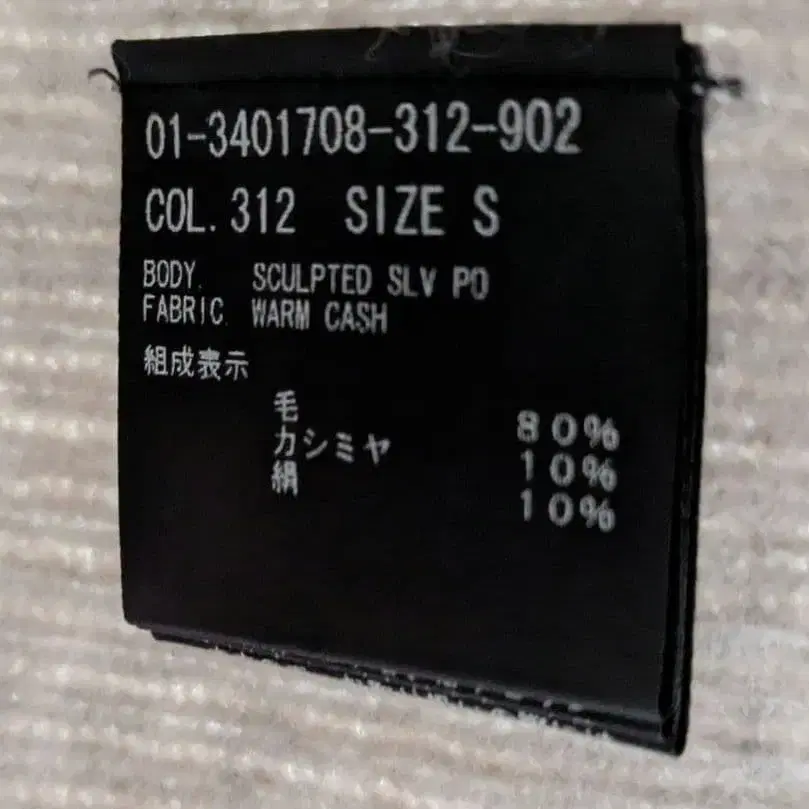 01-3401708-312-902
COL. 312 SIZE S
BODY. SCULPTED SLV PO
FABRIC. WARM CASH
組成表示
毛 80%
カシミヤ 10%
絹 10%